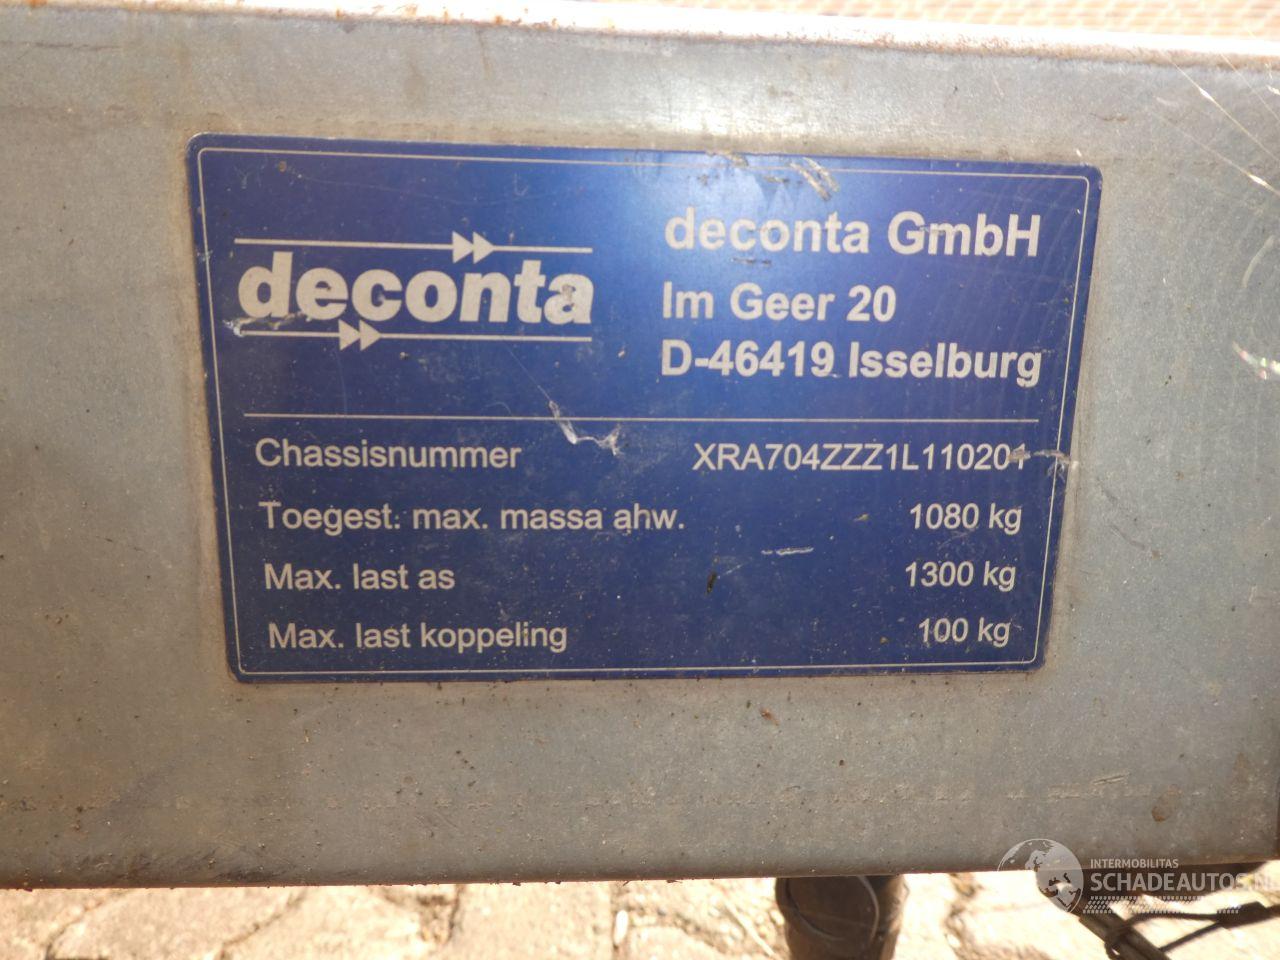 deconta
deconta GmbH
Im Geer 20
D-46419 Isselburg
Chassisnummer XRA704ZZZ1L110201
Toegest. max. massa ahw. 1080 kg
Max. last as 1300 kg
Max. last koppeling 100 kg
INTERMOBILITAS
SCHADEAUTOS.NL